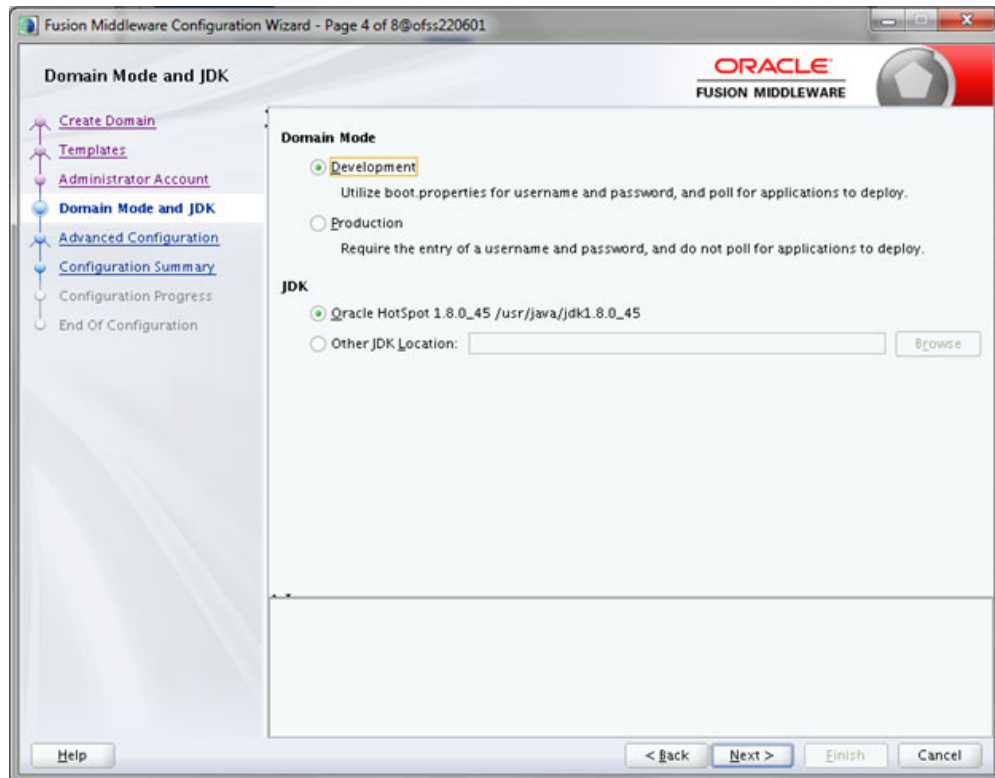 Fusion Middleware Configuration Wizard - Page 4 of 8@ofss220601
Domain Mode and JDK
ORACLE
FUSION MIDDLEWARE
Create Domain
Templates
Administrator Account
Domain Mode and JDK
Advanced Configuration
Configuration Summary
Configuration Progress
End Of Configuration
Domain Mode
Development
Utilize boot.properties for username and password, and poll for applications to deploy.
Production
Require the entry of a username and password, and do not poll for applications to deploy.
JDK
Oracle HotSpot 1.8.0_45 /usr/java/jdk1.8.0_45
Other JDK Location:
Browse
Help
< Back
Next >
Finish
Cancel